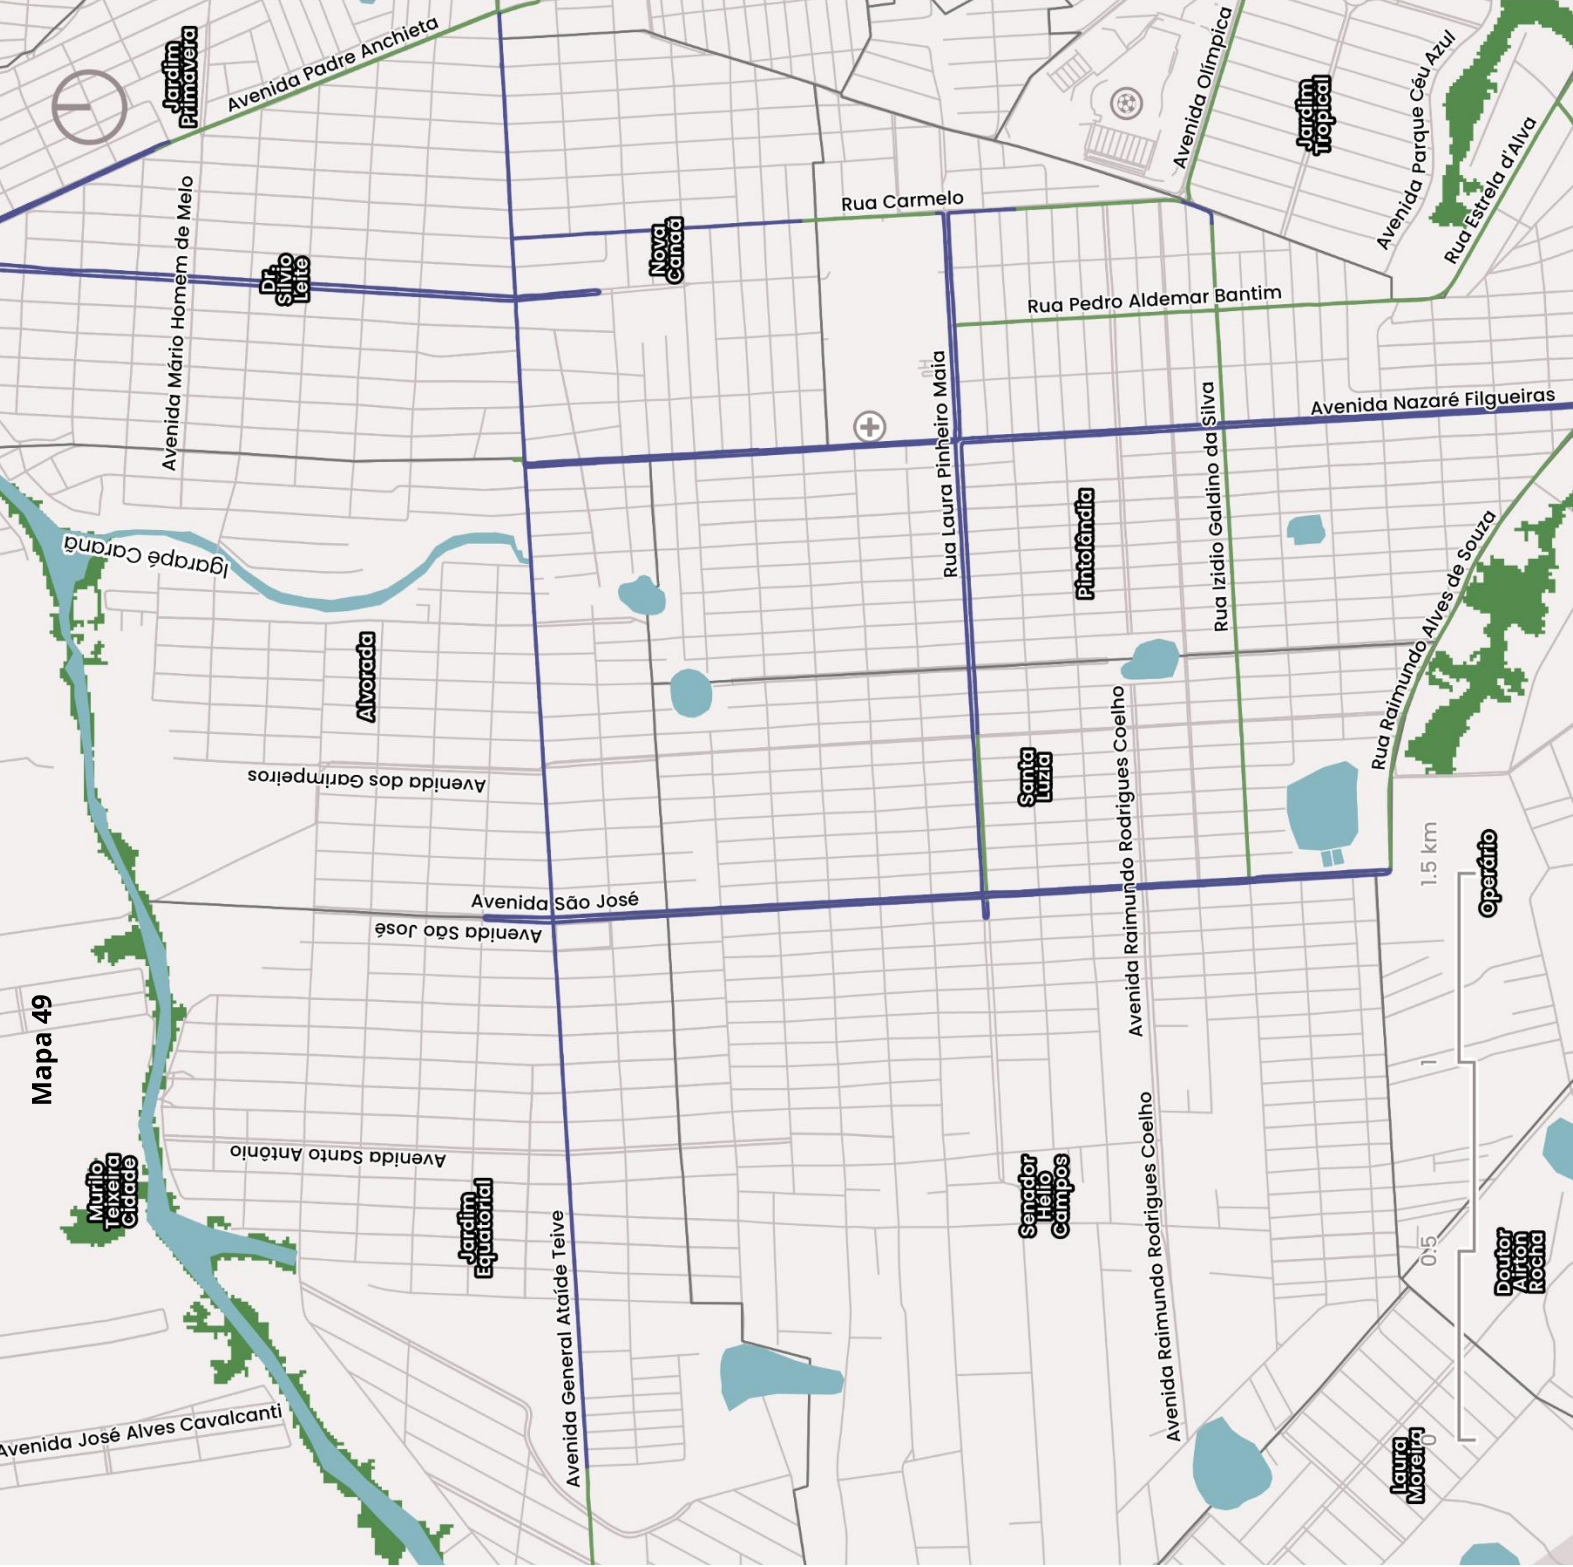 Jardim
Primavera
Avenida Padre Anchieta
Avenida Olímpica
Jardim
Tropical
Avenida Parque Céu Azul
Rua Estrela d'Alva
Avenida Mário Homem de Melo
Dr.
Silvio
Leite
Nova
Canaã
Rua Carmelo
Rua Pedro Aldemar Bantim
Avenida Nazaré Filgueiras
Rua Laura Pinheiro Maia
Rua Izidio Galdino da Silva
Pintolândia
Igarapé Caranã
Alvorada
Rua Raimundo Alves de Souza
Avenida dos Garimpeiros
Santa
Luzia
Avenida Raimundo Rodrigues Coelho
Avenida São José
Avenida São José
Operário
Mapa 49
Murilo
Teixeira
Cidade
Avenida Santo Antônio
Jardim
Equatorial
Avenida General Ataíde Teive
Senador
Hélio
Campos
Avenida Raimundo Rodrigues Coelho
Doutor
Airton
Rocha
Avenida José Alves Cavalcanti
Laura
Moreira
0
0.5
1
1.5 km